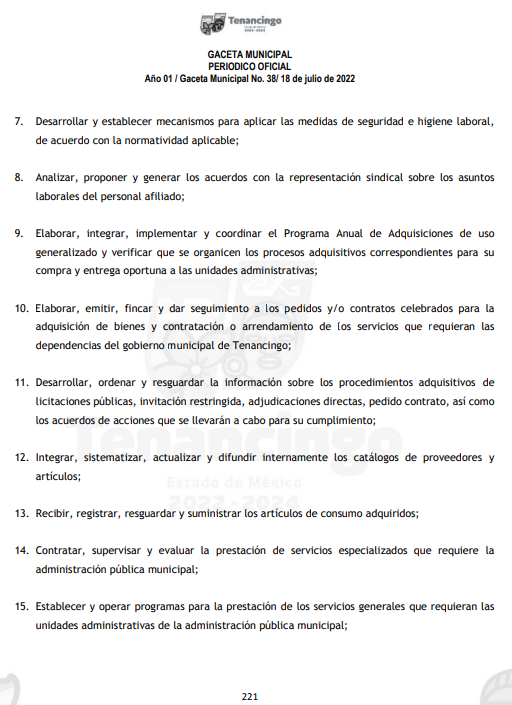 Tenancingo
GACETA MUNICIPAL
PERIODICO OFICIAL
Año 01 / Gaceta Municipal No. 38/ 18 de julio de 2022
7. Desarrollar y establecer mecanismos para aplicar las medidas de seguridad e higiene laboral,
de acuerdo con la normatividad aplicable;
8. Analizar, proponer y generar los acuerdos con la representación sindical sobre los asuntos
laborales del personal afiliado;
9. Elaborar, integrar, implementar y coordinar el Programa Anual de Adquisiciones de uso
generalizado y verificar que se organicen los procesos adquisitivos correspondientes para su
compra y entrega oportuna a las unidades administrativas;
10. Elaborar, emitir, fincar y dar seguimiento a los pedidos y/o contratos celebrados para la
adquisición de bienes y contratación o arrendamiento de los servicios que requieran las
dependencias del gobierno municipal de Tenancingo;
11. Desarrollar, ordenar y resguardar la información sobre los procedimientos adquisitivos de
licitaciones públicas, invitación restringida, adjudicaciones directas, pedido contrato, así como
los acuerdos de acciones que se llevarán a cabo para su cumplimiento;
Tenancingo
12. Integrar, sistematizar, actualizar y difundir internamente los catálogos de proveedores y
artículos;
Estado de México
2022 - 2024
13. Recibir, registrar, resguardar y suministrar los artículos de consumo adquiridos;
14. Contratar, supervisar y evaluar la prestación de servicios especializados que requiere la
administración pública municipal;
15. Establecer y operar programas para la prestación de los servicios generales que requieran las
unidades administrativas de la administración pública municipal;
221